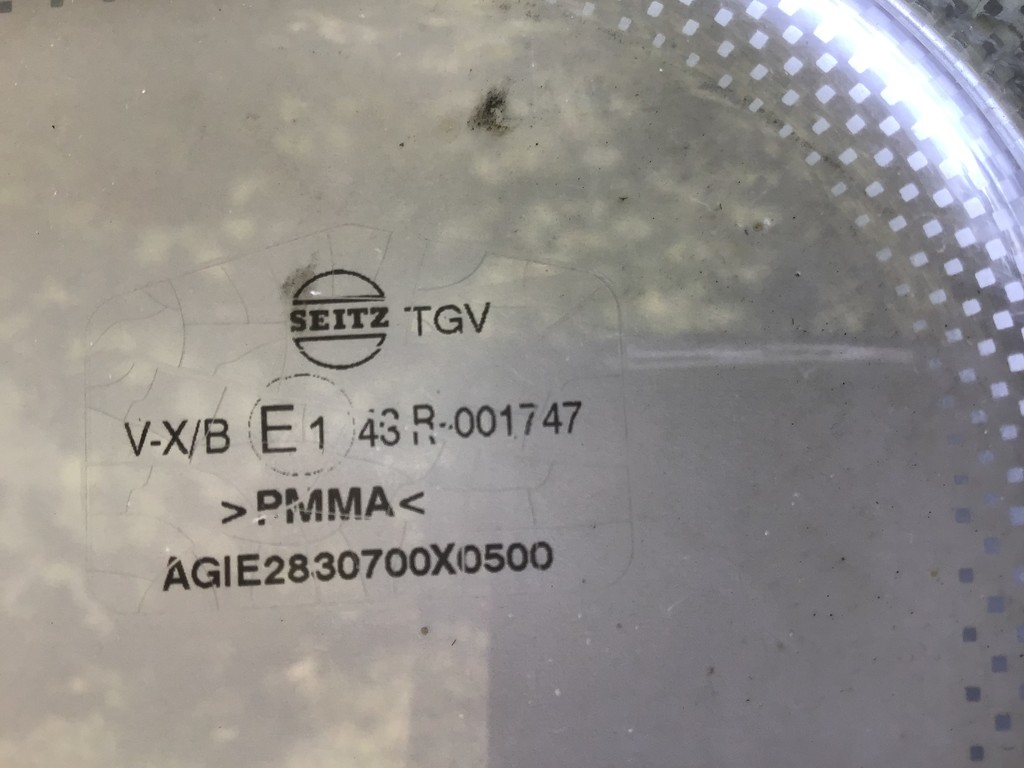 SEITZ TGV
V-X/B E1 43 R-001747
>PMMA<
AGIE2830700X0500